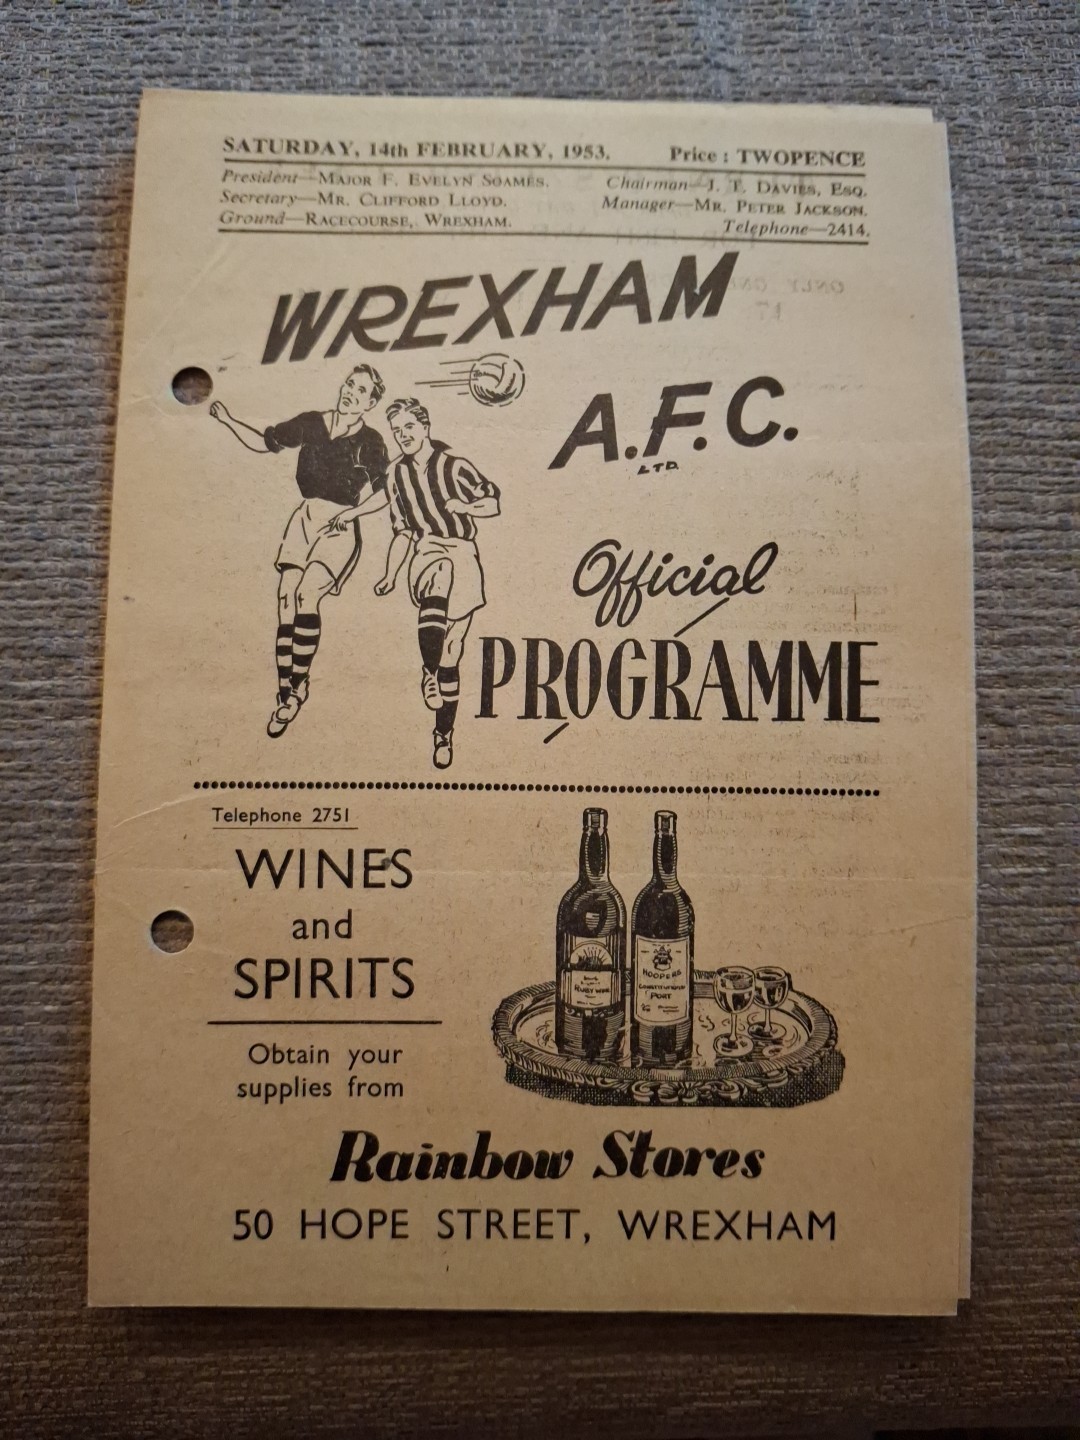 SATURDAY, 14th FEBRUARY, 1953. Price : TWOPENCE
President—Major F. Evelyn Soames. Chairman—J. T. Davies, Esq.
Secretary—Mr. Clifford Lloyd. Manager—Mr. Peter Jackson.
Ground—Racecourse, Wrexham. Telephone—2414.
WREXHAM
A.F.C.
LTD.
Official
PROGRAMME
Telephone 2751
WINES
and
SPIRITS
Obtain your
supplies from
RUBY WINE
HOOPERS
PORT
Rainbow Stores
50 HOPE STREET, WREXHAM